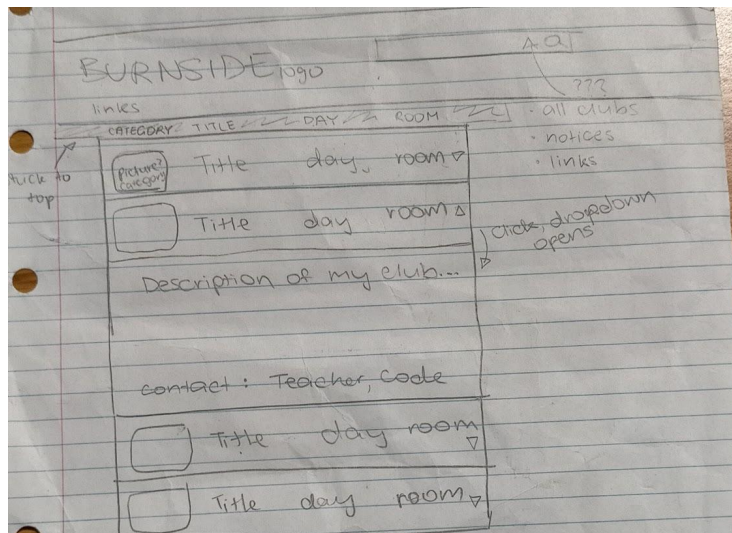 BURNSIDE logo
???
links
· all clubs
CATEGORY TITLE DAY ROOM
· notices
· links
stuck to
top
picture?
category
Title day, room
Title day room
click, dropdown
opens
Description of my club...
contact : Teacher, Code
Title day room
Title day room